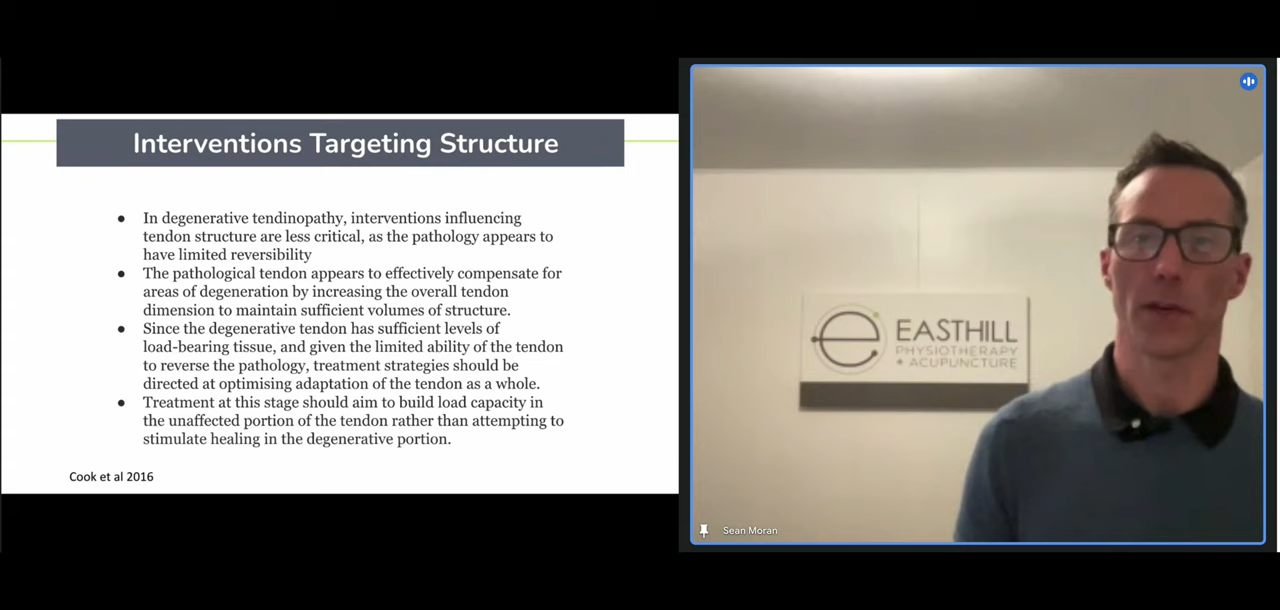 Interventions Targeting Structure
● In degenerative tendinopathy, interventions influencing
tendon structure are less critical, as the pathology appears to
have limited reversibility
● The pathological tendon appears to effectively compensate for
areas of degeneration by increasing the overall tendon
dimension to maintain sufficient volumes of structure.
● Since the degenerative tendon has sufficient levels of
load-bearing tissue, and given the limited ability of the tendon
to reverse the pathology, treatment strategies should be
directed at optimising adaptation of the tendon as a whole.
● Treatment at this stage should aim to build load capacity in
the unaffected portion of the tendon rather than attempting to
stimulate healing in the degenerative portion.
Cook et al 2016
e
EASTHILL
PHYSIOTHERAPY
+ ACUPUNCTURE
Sean Moran